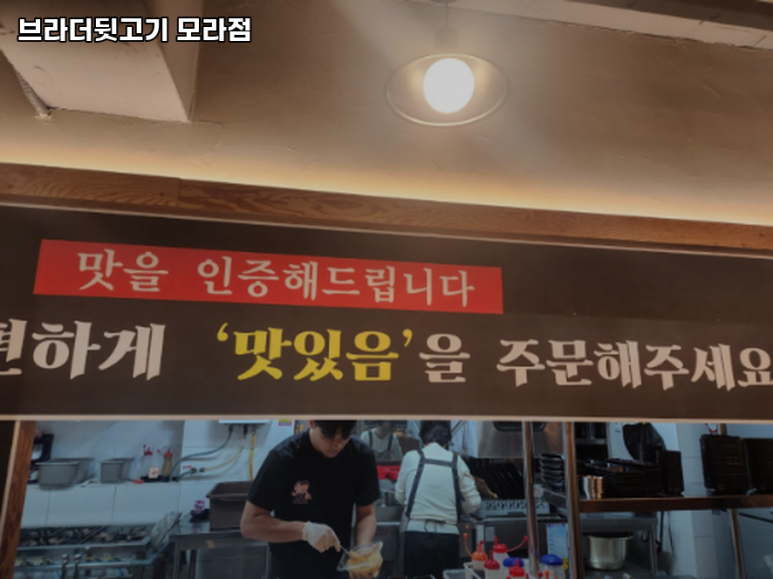 브라더뒷고기 모라점
맛을 인증해드립니다
편하게 '맛있음'을 주문해주세요